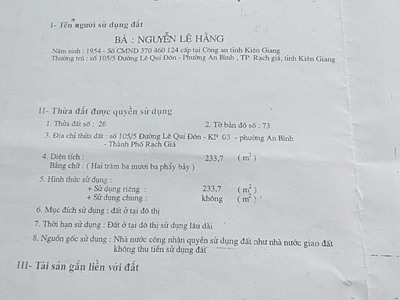 I- Tên người sử dụng đất
BÀ : NGUYỄN LỆ HẰNG
Năm sinh : 1954 - Số CMND 370 460 124 cấp tại Công an tỉnh Kiên Giang
Thường trú : số 105/5 Đường Lê Quí Đôn - Phường An Bình , TP. Rạch giá, tỉnh Kiên Giang
II- Thửa đất được quyền sử dụng
1. Thửa đất số : 26 2. Tờ bản đồ số : 73
3. Địa chỉ thửa đất : số 105/5 Đường Lê Quí Đôn - KP 03 - phường An Bình
- Thành Phố Rạch Giá
4. Diện tích : 233,7 ( m² )
Bằng chữ : ( Hai trăm ba mươi ba phẩy bảy )
5. Hình thức sử dụng :
+ Sử dụng riêng : 233,7 ( m² )
+ Sử dụng chung : không ( m² )
6. Mục đích sử dụng : đất ở tại đô thị
7. Thời hạn sử dụng : Đất ở tại đô thị sử dụng lâu dài
8. Nguồn gốc sử dụng : Nhà nước công nhận quyền sử dụng đất như nhà nước giao đất
không thu tiền sử dụng đất
III- Tài sản gắn liền với đất